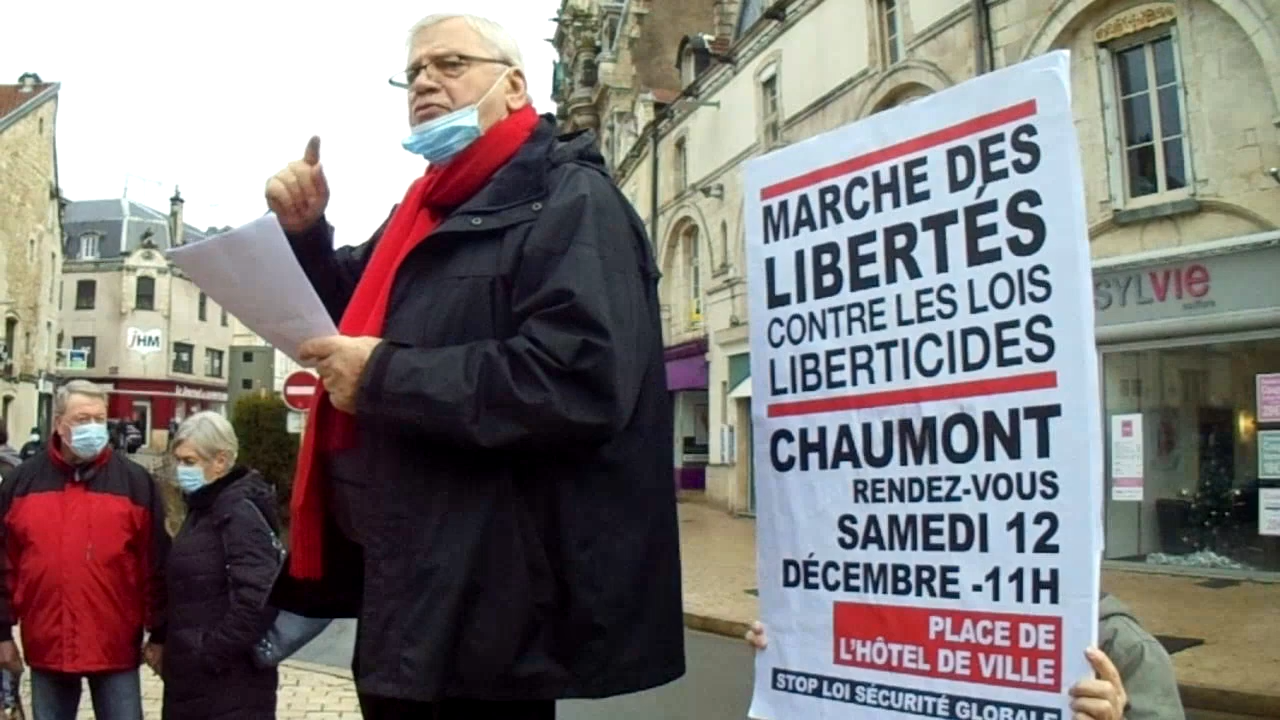 MARCHE DES
LIBERTÉS
CONTRE LES LOIS
LIBERTICIDES
CHAUMONT
RENDEZ-VOUS
SAMEDI 12
DÉCEMBRE -11H
PLACE DE
L'HÔTEL DE VILLE
STOP LOI SÉCURITÉ GLOBALE
SYLVIE
JHM